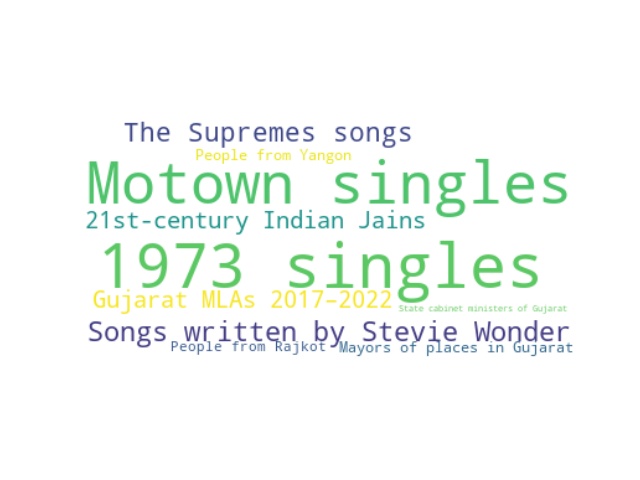 The Supremes songs
People from Yangon
Motown singles
21st-century Indian Jains
1973 singles
Gujarat MLAs 2017–2022
State cabinet ministers of Gujarat
Songs written by Stevie Wonder
People from Rajkot
Mayors of places in Gujarat